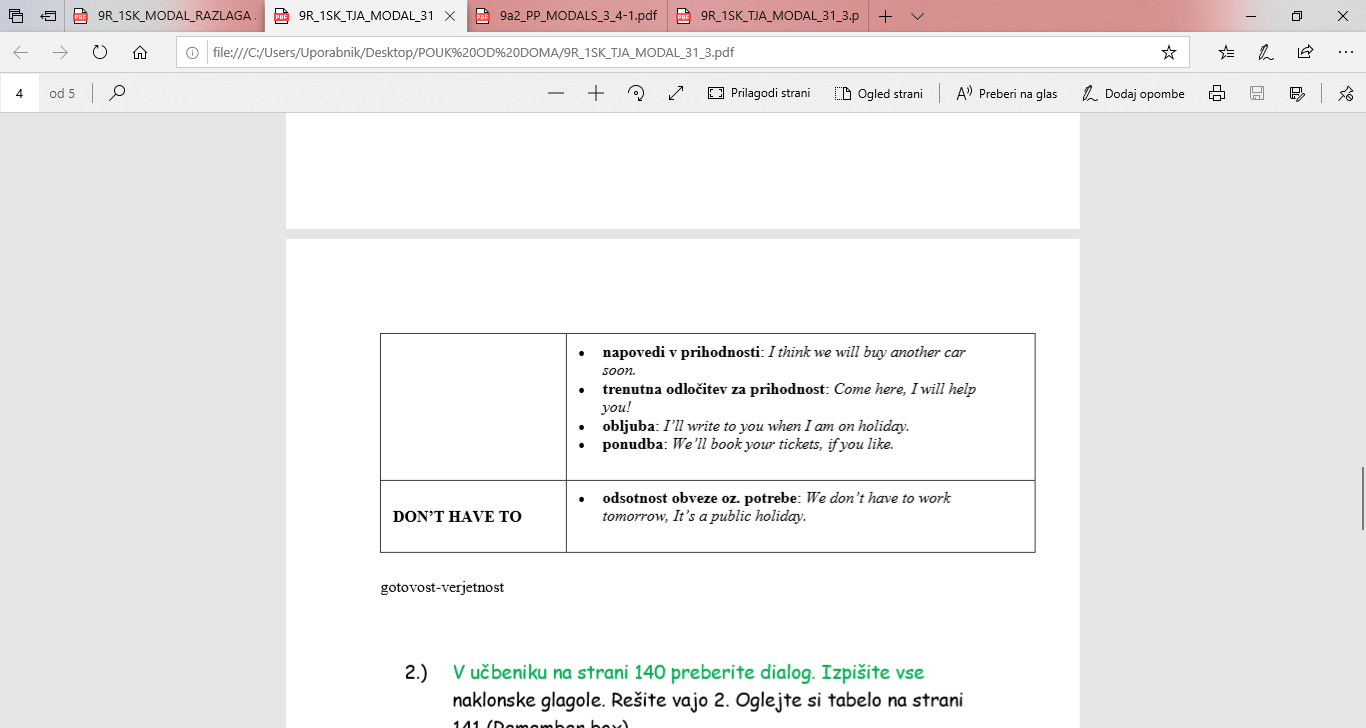 9R_1SK_MODAL_RAZLAGA
9R_1SK_TJA_MODAL_31
9a2_PP_MODALS_3_4-1.pdf
9R_1SK_TJA_MODAL_31_3.p
file:///C:/Users/Uporabnik/Desktop/POUK%20OD%20DOMA/9R_1SK_TJA_MODAL_31_3.pdf
4 od 5
Prilagodi strani
Ogled strani
Preberi na glas
Dodaj opombe
• napovedi v prihodnosti: I think we will buy another car
soon.
• trenutna odločitev za prihodnost: Come here, I will help
you!
• obljuba: I'll write to you when I am on holiday.
• ponudba: We'll book your tickets, if you like.
DON'T HAVE TO
• odsotnost obveze oz. potrebe: We don't have to work
tomorrow, It's a public holiday.
gotovost-verjetnost
2.) V učbeniku na strani 140 preberite dialog. Izpišite vse
naklonske glagole. Rešite vajo 2. Oglejte si tabelo na strani
141 (Remember box)